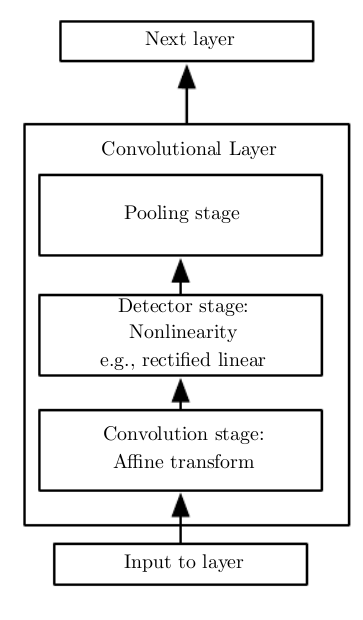 Next layer
Convolutional Layer
Pooling stage
Detector stage:
Nonlinearity
e.g., rectified linear
Convolution stage:
Affine transform
Input to layer